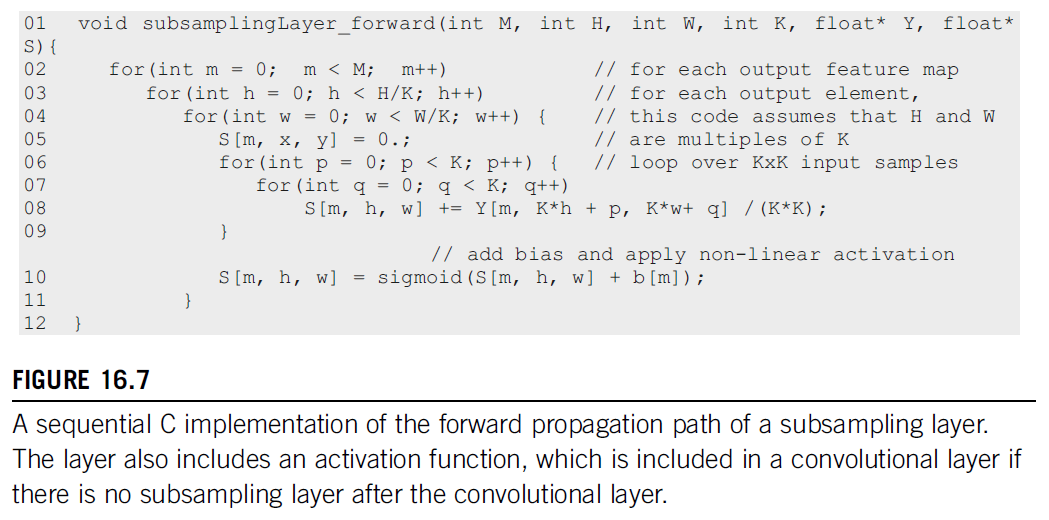 01 void subsamplingLayer_forward(int M, int H, int W, int K, float* Y, float*
S){
02 for(int m = 0; m < M; m++) // for each output feature map
03 for(int h = 0; h < H/K; h++) // for each output element,
04 for(int w = 0; w < W/K; w++) { // this code assumes that H and W
05 S[m, x, y] = 0.; // are multiples of K
06 for(int p = 0; p < K; p++) { // loop over KxK input samples
07 for(int q = 0; q < K; q++)
08 S[m, h, w] += Y[m, K*h + p, K*w+ q] /(K*K);
09 }
// add bias and apply non-linear activation
10 S[m, h, w] = sigmoid(S[m, h, w] + b[m]);
11 }
12 }
FIGURE 16.7
A sequential C implementation of the forward propagation path of a subsampling layer.
The layer also includes an activation function, which is included in a convolutional layer if
there is no subsampling layer after the convolutional layer.